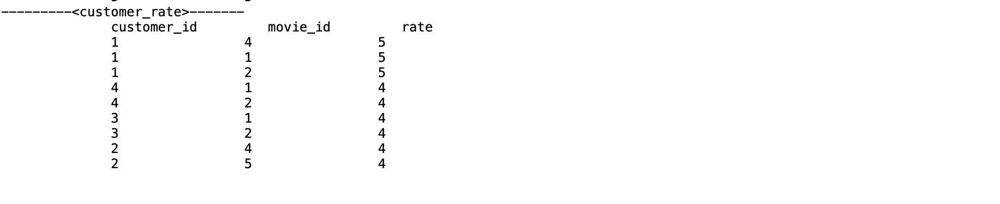 ---------<customer_rate>-------
customer_id movie_id rate
1 4 5
1 1 5
1 2 5
4 1 4
4 2 4
3 1 4
3 2 4
2 4 4
2 5 4